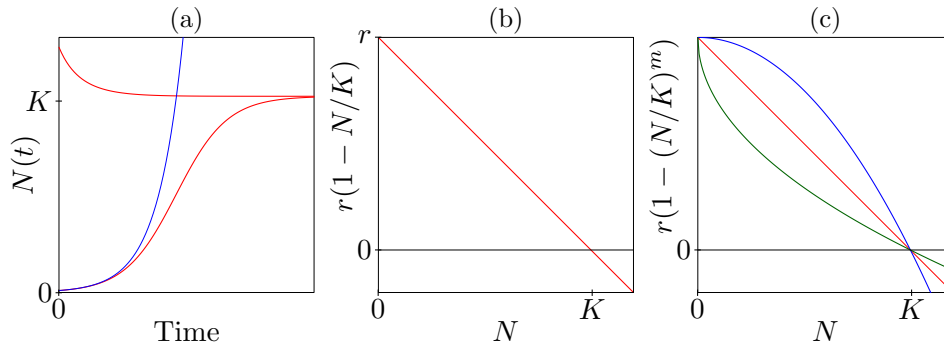 (a)
N(t)
K
0
0
Time
(b)
r(1 − N/K)
r
0
0
K
N
(c)
r(1 − (N/K)^m)
0
0
K
N